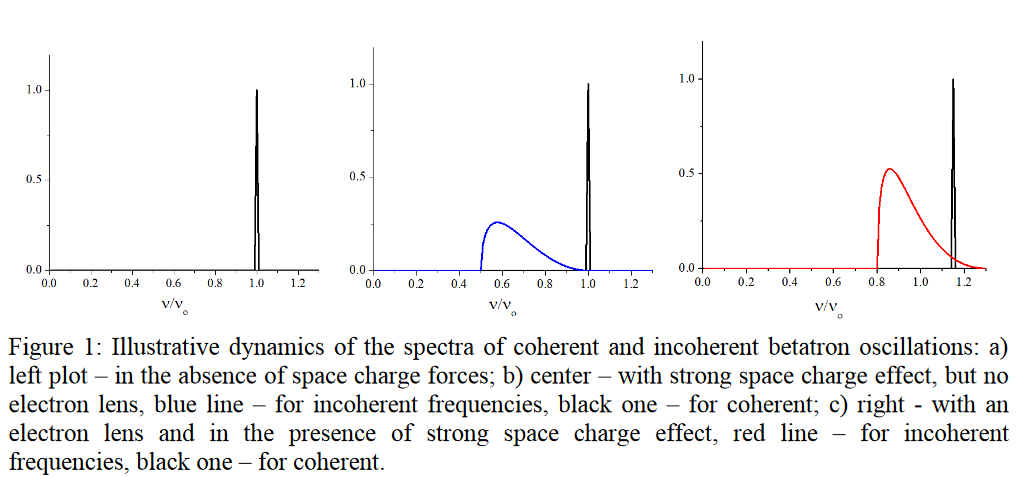 1.0
0.5
0.0
0.0 0.2 0.4 0.6 0.8 1.0 1.2
ν/νo
1.0
0.5
0.0
0.0 0.2 0.4 0.6 0.8 1.0 1.2
ν/νo
1.0
0.5
0.0
0.0 0.2 0.4 0.6 0.8 1.0 1.2
ν/νo
Figure 1: Illustrative dynamics of the spectra of coherent and incoherent betatron oscillations: a)
left plot – in the absence of space charge forces; b) center – with strong space charge effect, but no
electron lens, blue line – for incoherent frequencies, black one – for coherent; c) right - with an
electron lens and in the presence of strong space charge effect, red line – for incoherent
frequencies, black one – for coherent.